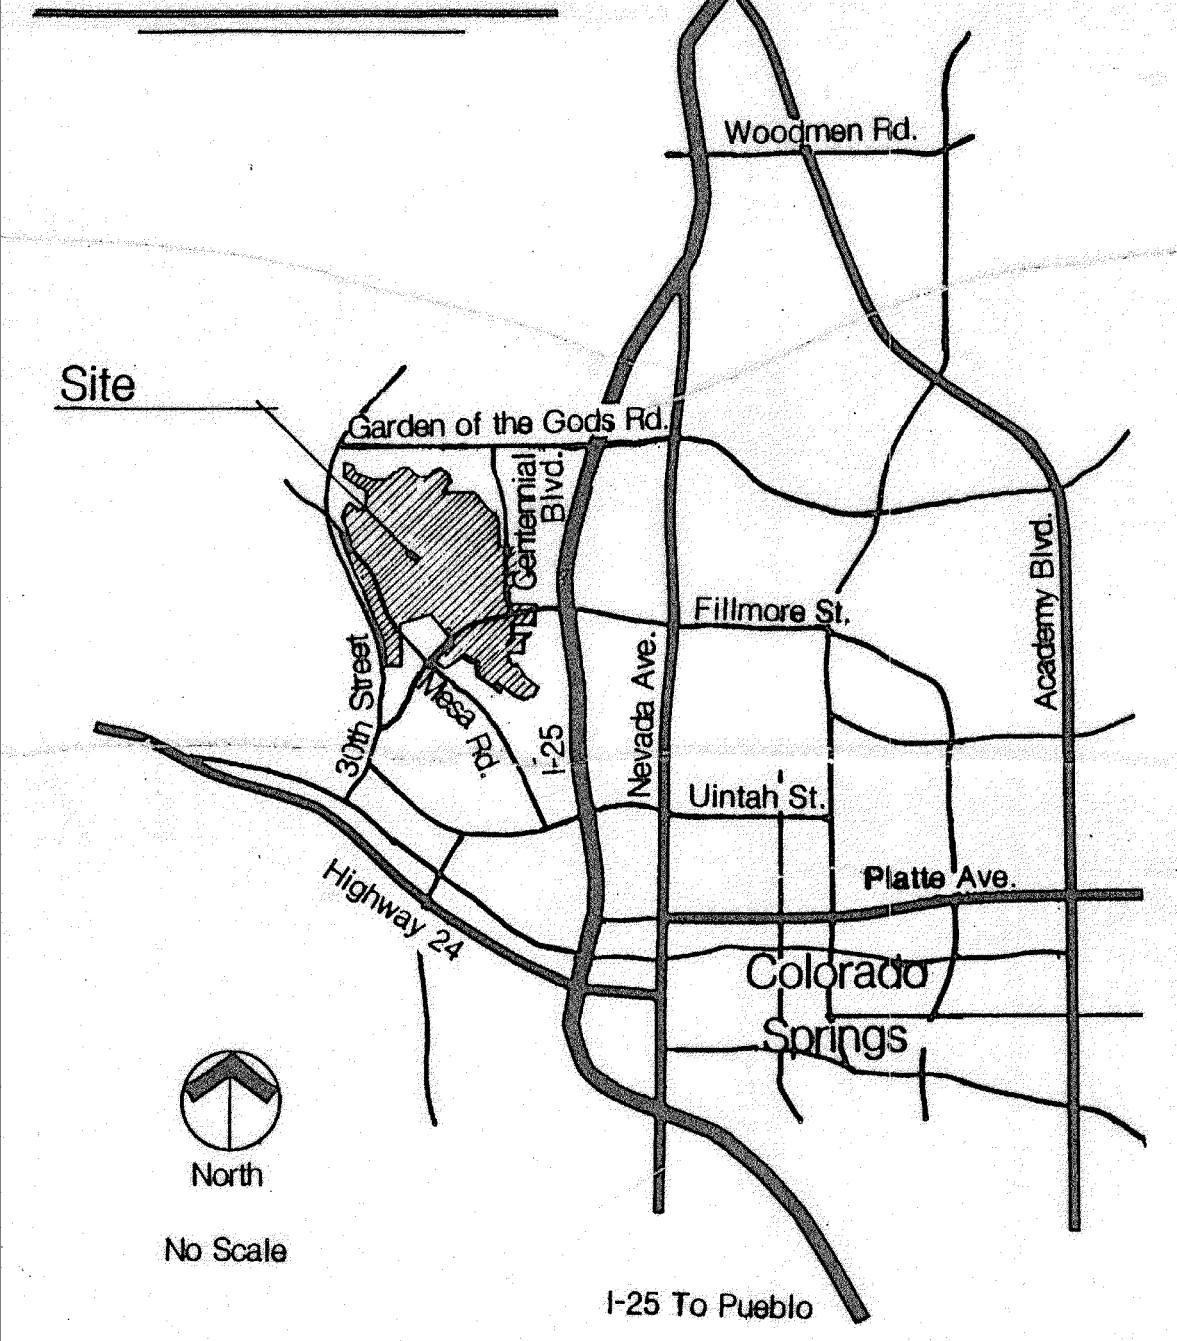 Woodmen Rd.
Site
Garden of the Gods Rd.
Centennial
Blvd.
Academy Blvd.
Fillmore St.
Nevada Ave.
30th Street
Mesa Rd.
I-25
Uintah St.
Platte Ave.
Highway 24
Colorado
Springs
North
No Scale
I-25 To Pueblo